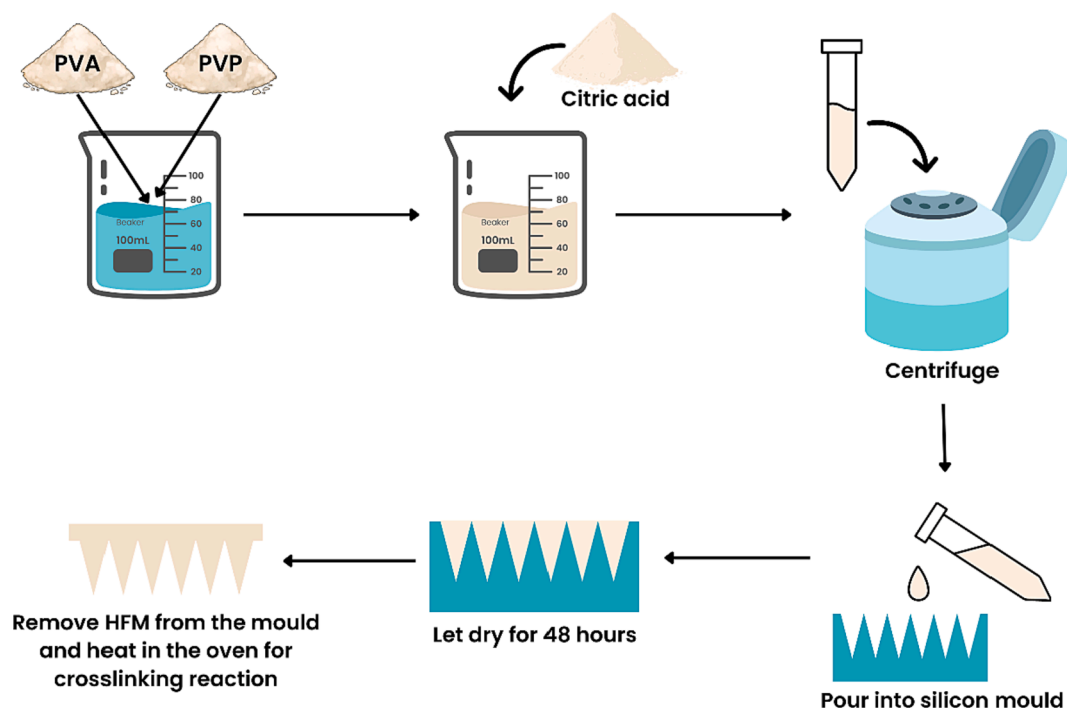 PVA
PVP
Beaker
100mL
100
80
60
40
20
Citric acid
Beaker
100mL
100
80
60
40
20
Centrifuge
Pour into silicon mould
Let dry for 48 hours
Remove HFM from the mould
and heat in the oven for
crosslinking reaction